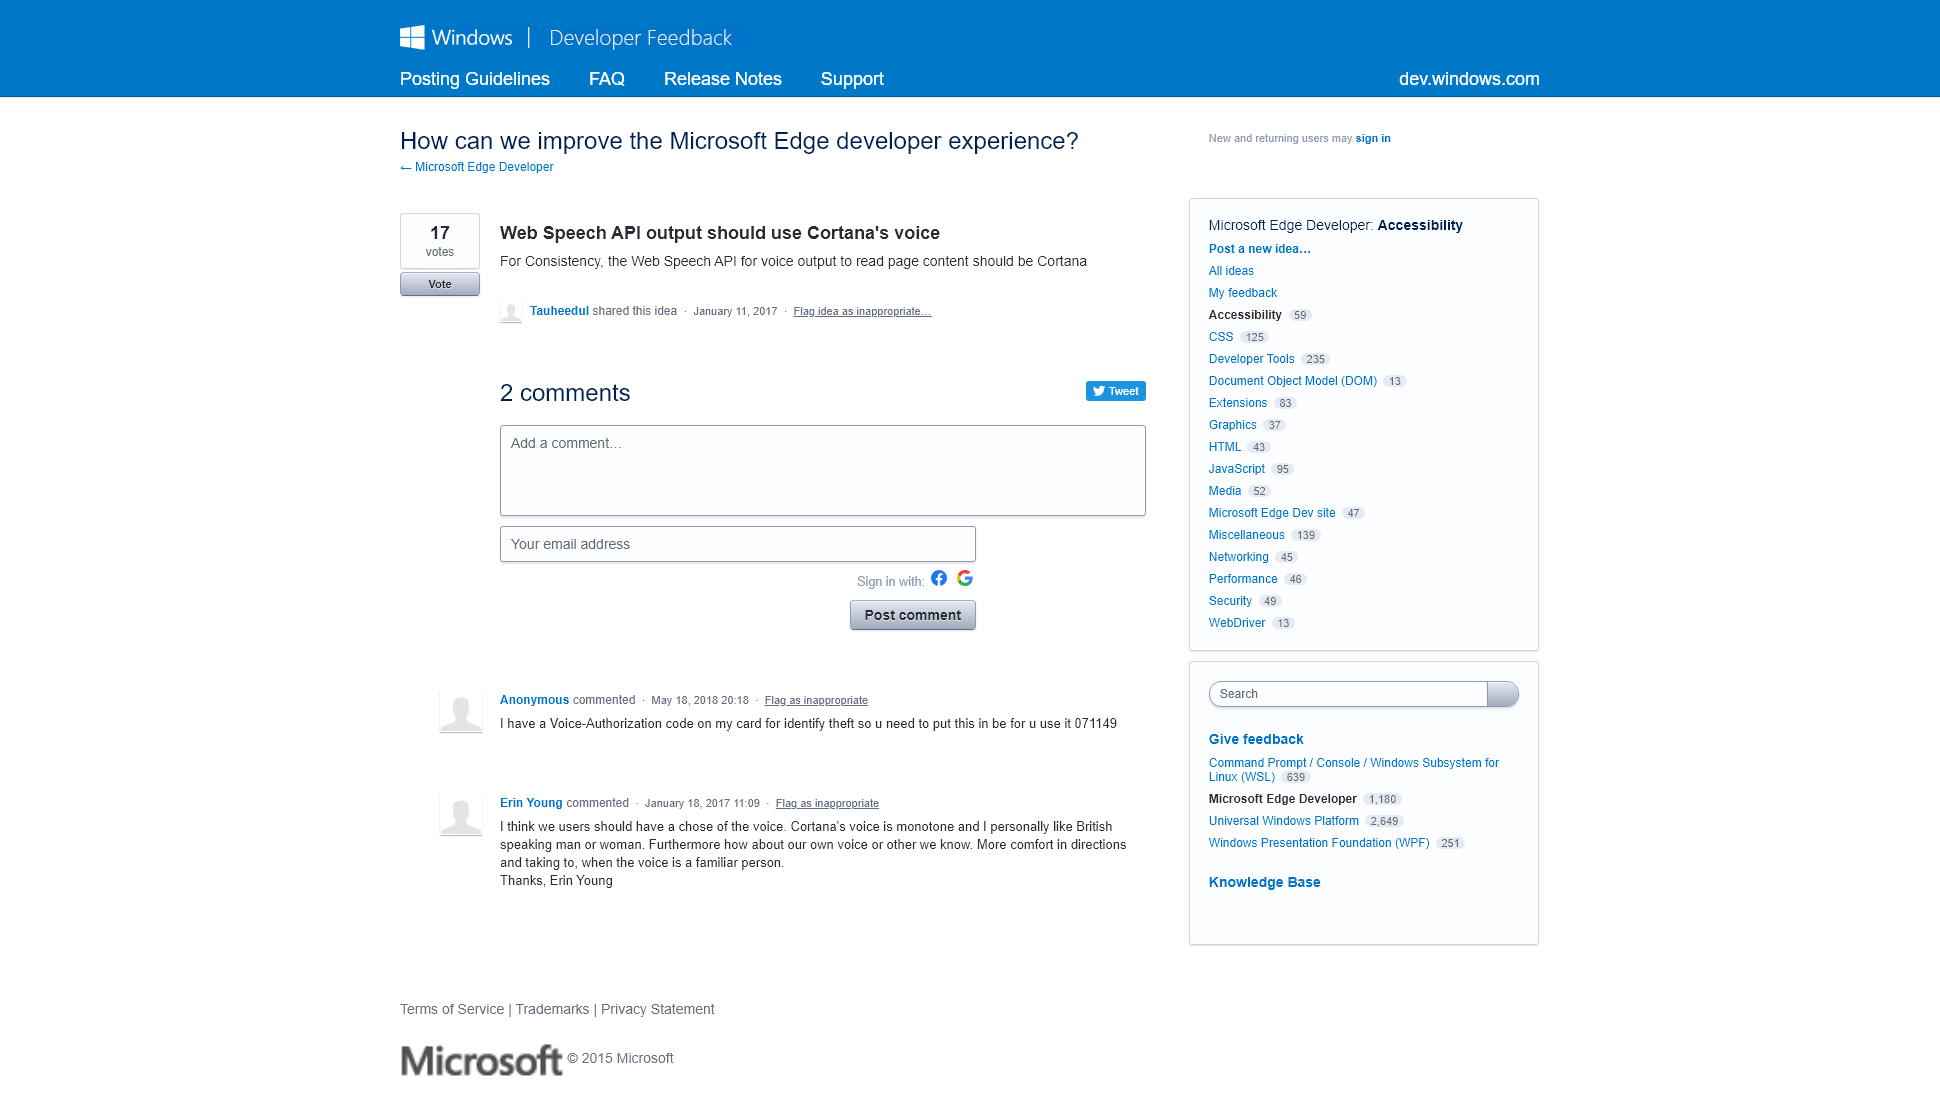 Windows | Developer Feedback
Posting Guidelines FAQ Release Notes Support dev.windows.com
How can we improve the Microsoft Edge developer experience?
← Microsoft Edge Developer
New and returning users may sign in
17
votes
Vote
Web Speech API output should use Cortana's voice
For Consistency, the Web Speech API for voice output to read page content should be Cortana
Tauheedul shared this idea · January 11, 2017 · Flag idea as inappropriate…
2 comments
Tweet
Add a comment…
Your email address
Sign in with:
Post comment
Anonymous commented · May 18, 2018 20:18 · Flag as inappropriate
I have a Voice-Authorization code on my card for identify theft so u need to put this in be for u use it 071149
Erin Young commented · January 18, 2017 11:09 · Flag as inappropriate
I think we users should have a chose of the voice. Cortana's voice is monotone and I personally like British
speaking man or woman. Furthermore how about our own voice or other we know. More comfort in directions
and taking to, when the voice is a familiar person.
Thanks, Erin Young
Microsoft Edge Developer: Accessibility
Post a new idea…
All ideas
My feedback
Accessibility 59
CSS 125
Developer Tools 235
Document Object Model (DOM) 13
Extensions 83
Graphics 37
HTML 43
JavaScript 95
Media 52
Microsoft Edge Dev site 47
Miscellaneous 139
Networking 45
Performance 46
Security 49
WebDriver 13
Search
Give feedback
Command Prompt / Console / Windows Subsystem for
Linux (WSL) 639
Microsoft Edge Developer 1,180
Universal Windows Platform 2,649
Windows Presentation Foundation (WPF) 251
Knowledge Base
Terms of Service | Trademarks | Privacy Statement
Microsoft © 2015 Microsoft